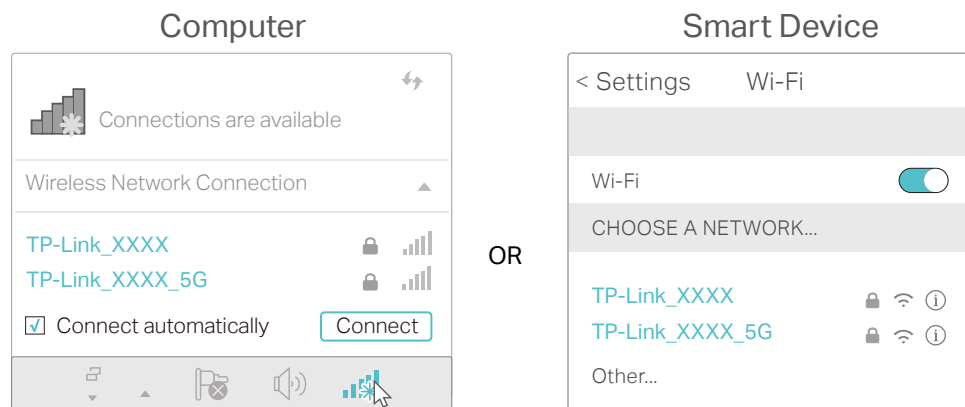 Computer
Connections are available
Wireless Network Connection
TP-Link_XXXX
TP-Link_XXXX_5G
Connect automatically
Connect
OR
Smart Device
< Settings Wi-Fi
Wi-Fi
CHOOSE A NETWORK...
TP-Link_XXXX
TP-Link_XXXX_5G
Other...